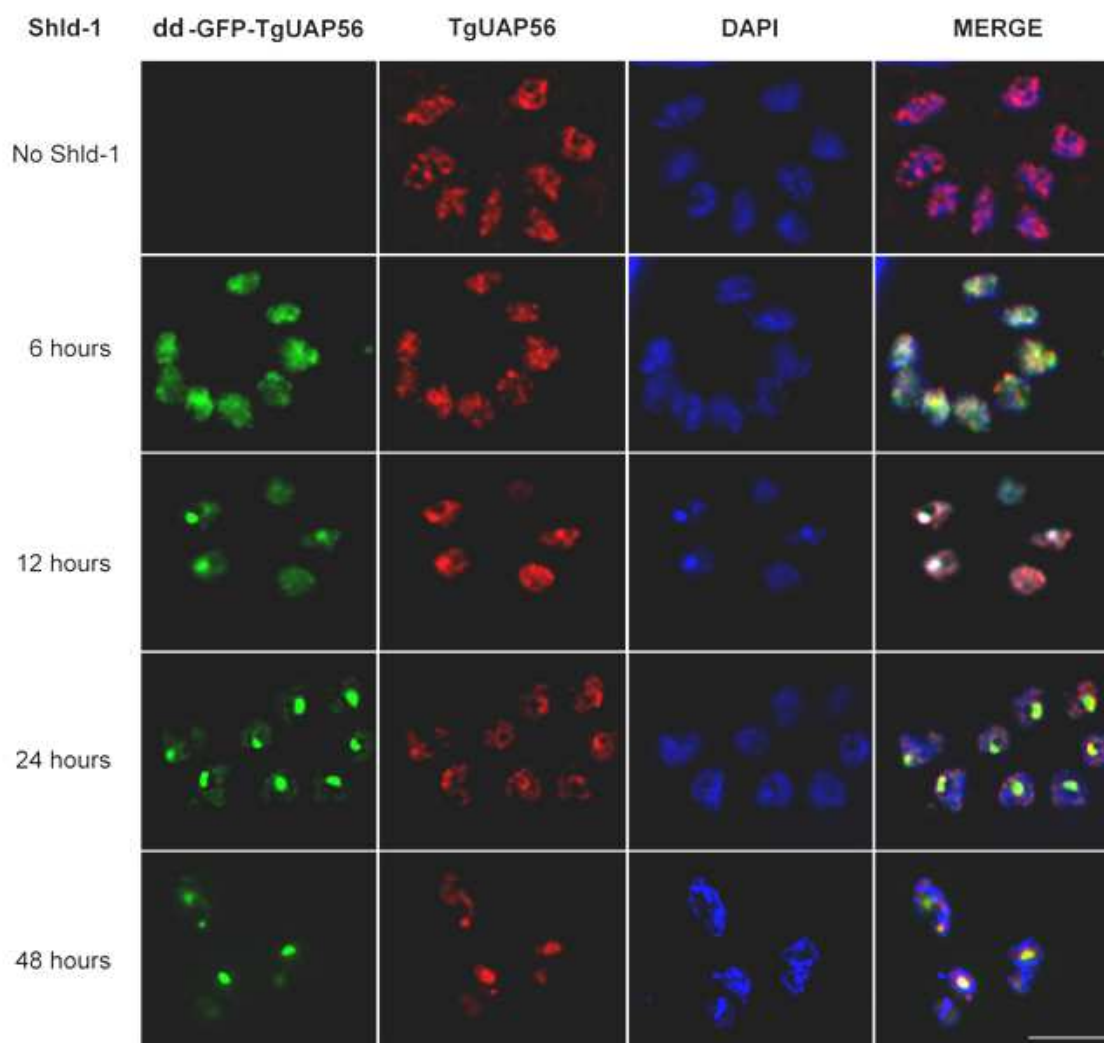 Shld-1 dd-GFP-TgUAP56 TgUAP56 DAPI MERGE
No Shld-1
6 hours
12 hours
24 hours
48 hours